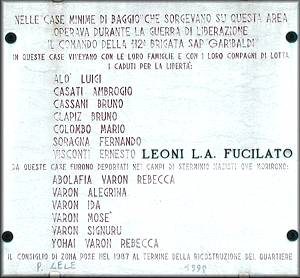 NELLE "CASE MINIME DI BAGGIO" CHE SORGEVANO SU QUESTA AREA
OPERAVA DURANTE LA GUERRA DI LIBERAZIONE
IL COMANDO DELLA 112ª BRIGATA SAP "GARIBALDI"
IN QUESTE CASE VIVEVANO CON LE LORO FAMIGLIE E CON I LORO COMPAGNI DI LOTTA
I CADUTI PER LA LIBERTÀ:
ALO' LUIGI
CASATI AMBROGIO
CASSANI BRUNO
CLAPIZ BRUNO
COLOMBO MARIO
SORAGNA FERNANDO
VISCONTI ERNESTO LEONI L.A. FUCILATO
DA QUESTE CASE FURONO DEPORTATI NEI CAMPI DI STERMINIO NAZISTI OVE MORIRONO:
ABOLAFIA VARON REBECCA
VARON ALEGRINA
VARON IDA
VARON MOSE'
VARON SIGNURU
YOHAI VARON REBECCA
IL CONSIGLIO DI ZONA POSE NEL 1987 AL TERMINE DELLA RICOSTRUZIONE DEL QUARTIERE
P. LELE 1998